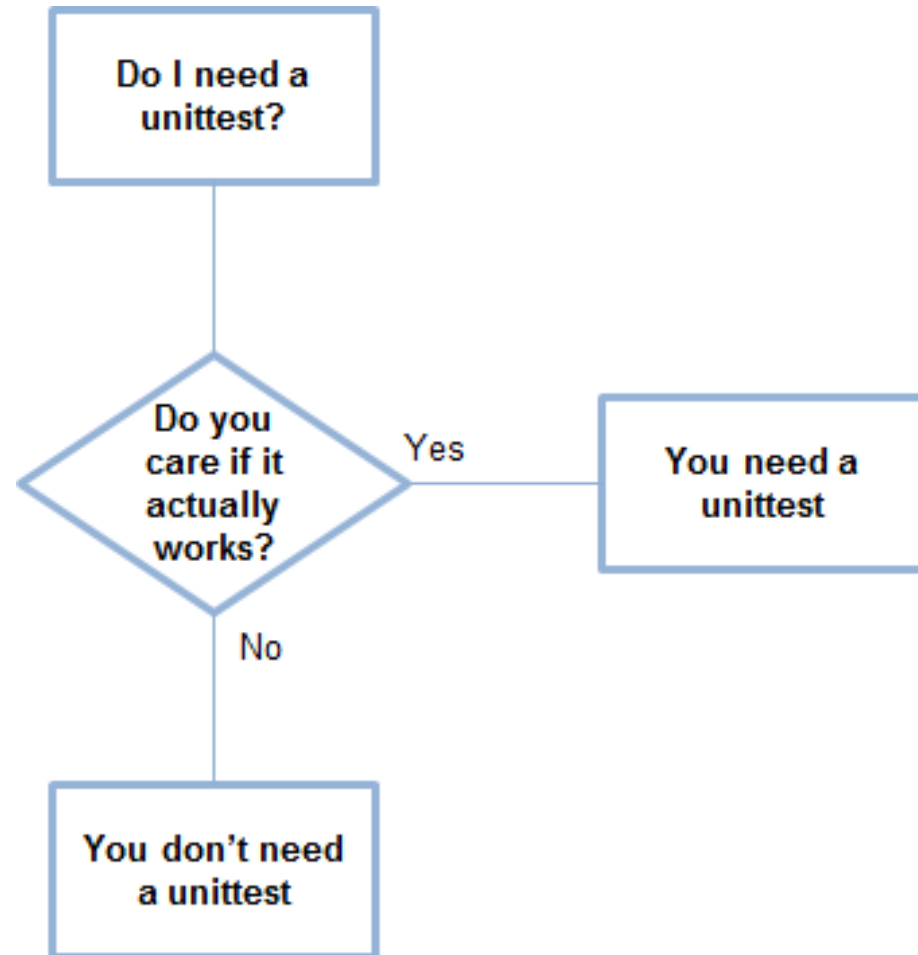 Do I need a
unittest?
Do you
care if it
actually
works?
Yes
You need a
unittest
No
You don’t need
a unittest